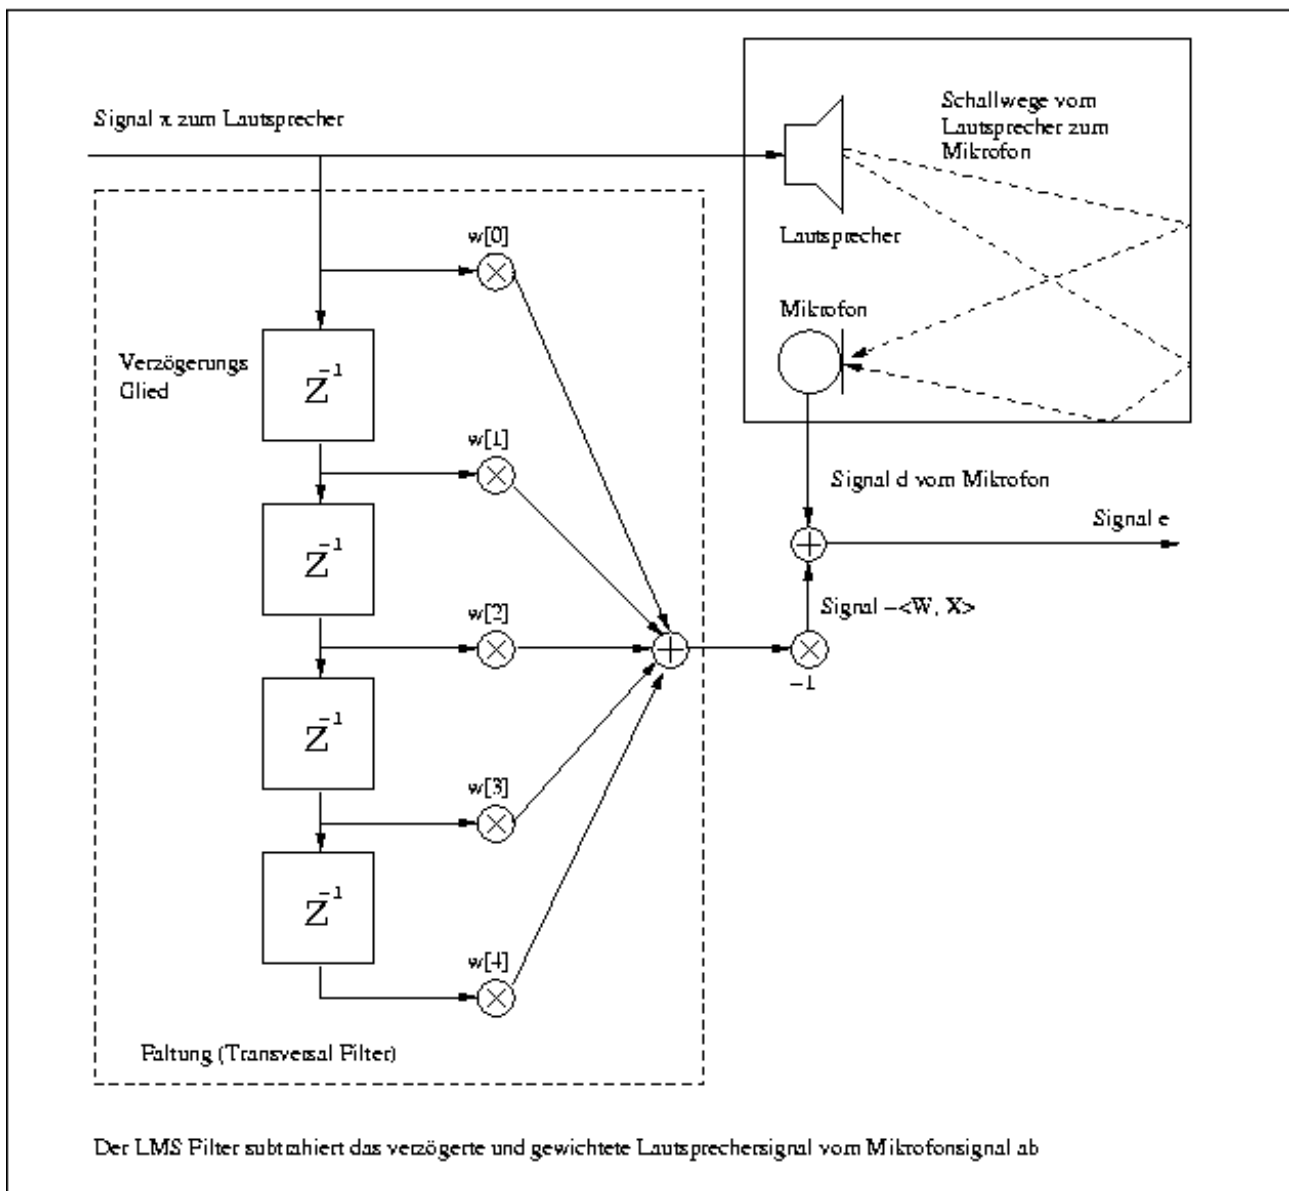 Signal x zum Lautsprecher
Schallwege vom
Lautsprecher zum
Mikrofon
Lautsprecher
w[0]
Mikrofon
Verzögerungs
Glied
Z⁻¹
w[1]
Signal d vom Mikrofon
Signal e
Z⁻¹
w[2]
Signal –<W, X>
–1
Z⁻¹
w[3]
Z⁻¹
w[4]
Faltung (Transversal Filter)
Der LMS Filter subtrahiert das verzögerte und gewichtete Lautsprechersignal vom Mikrofonsignal ab